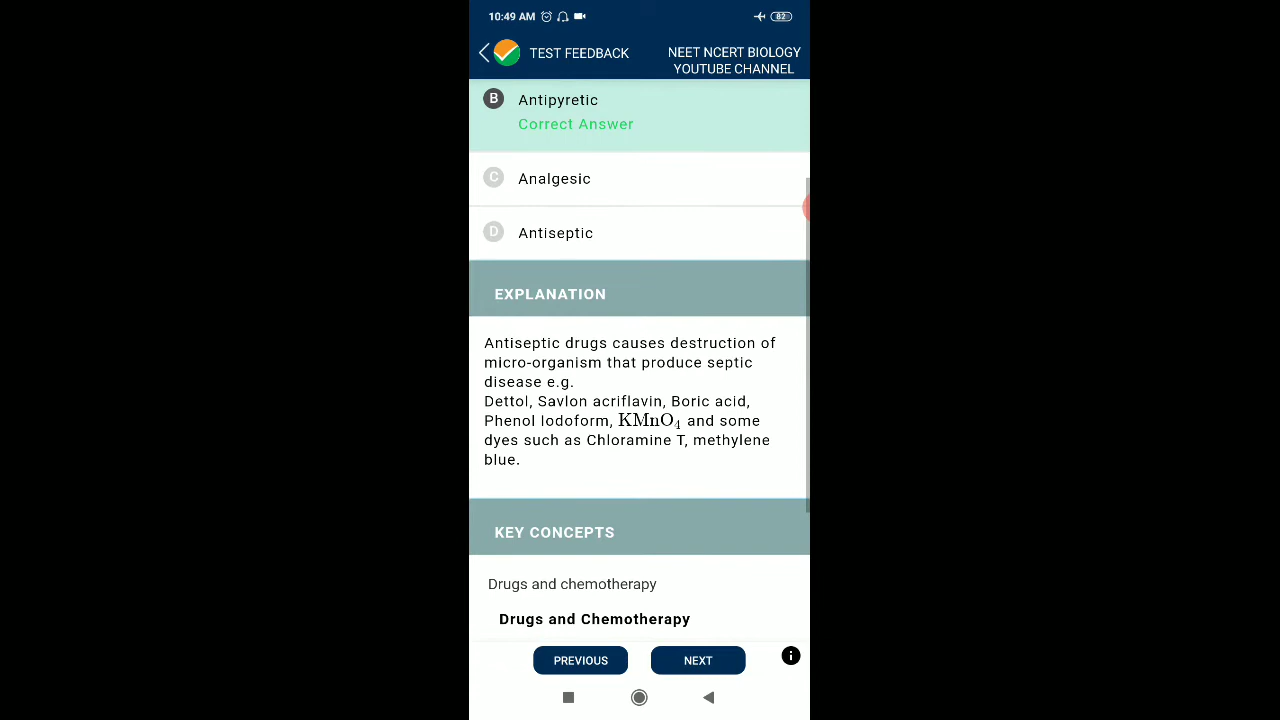 10:49 AM 82
TEST FEEDBACK
NEET NCERT BIOLOGY
YOUTUBE CHANNEL
B Antipyretic
Correct Answer
C Analgesic
D Antiseptic
EXPLANATION
Antiseptic drugs causes destruction of
micro-organism that produce septic
disease e.g.
Dettol, Savlon acriflavin, Boric acid,
Phenol Iodoform, KMnO₄ and some
dyes such as Chloramine T, methylene
blue.
KEY CONCEPTS
Drugs and chemotherapy
Drugs and Chemotherapy
PREVIOUS NEXT